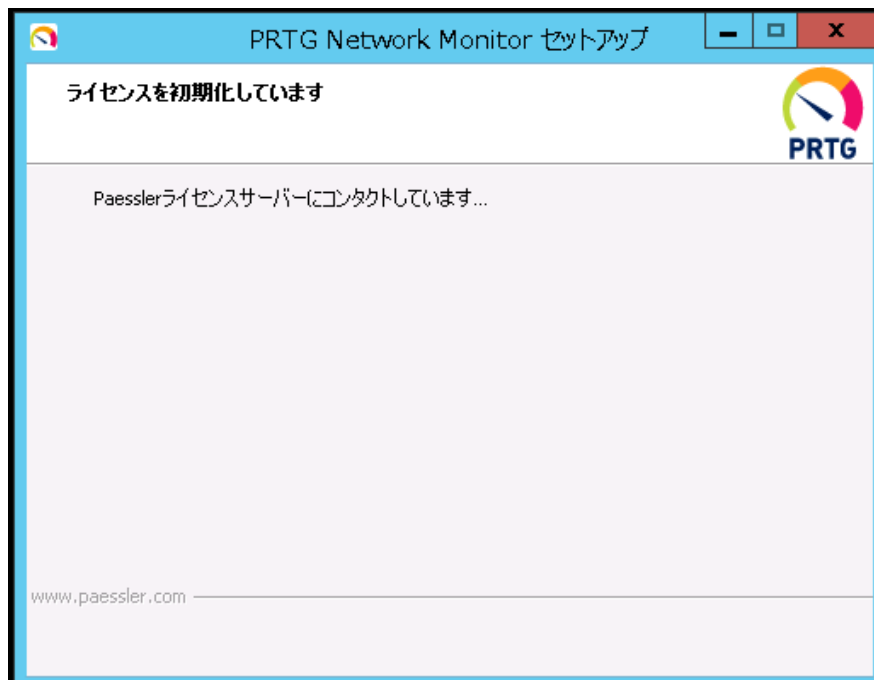 PRTG Network Monitor セットアップ
ライセンスを初期化しています
PRTG
Paesslerライセンスサーバーにコンタクトしています...
www.paessler.com